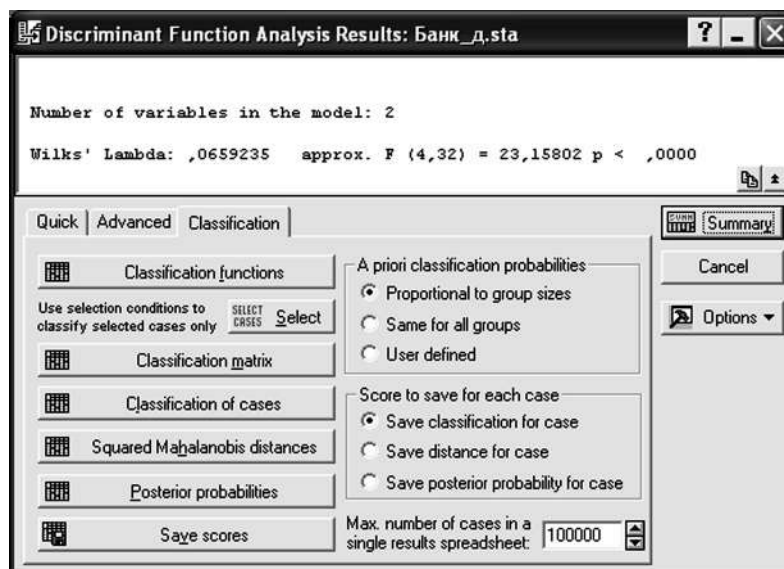 Discriminant Function Analysis Results: Банк_д.sta
Number of variables in the model: 2
Wilks' Lambda: ,0659235 approx. F (4,32) = 23,15802 p < ,0000
Quick Advanced Classification
Summary
Classification functions
Use selection conditions to
classify selected cases only
SELECT
CASES
Select
Classification matrix
Classification of cases
Squared Mahalanobis distances
Posterior probabilities
Save scores
A priori classification probabilities
Proportional to group sizes
Same for all groups
User defined
Score to save for each case
Save classification for case
Save distance for case
Save posterior probability for case
Max. number of cases in a
single results spreadsheet: 100000
Cancel
Options